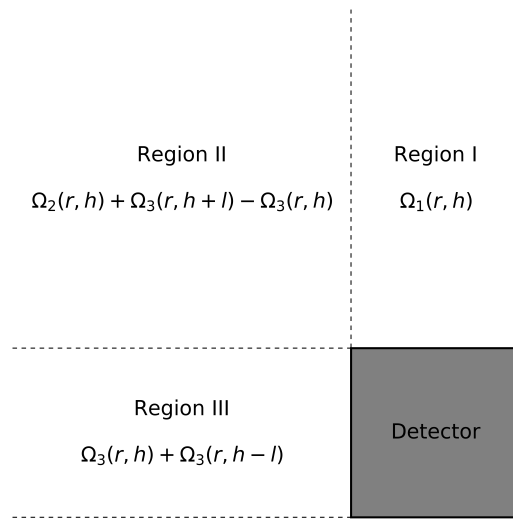 Region II
Ω₂(r, h) + Ω₃(r, h + l) − Ω₃(r, h)
Region I
Ω₁(r, h)
Region III
Ω₃(r, h) + Ω₃(r, h − l)
Detector